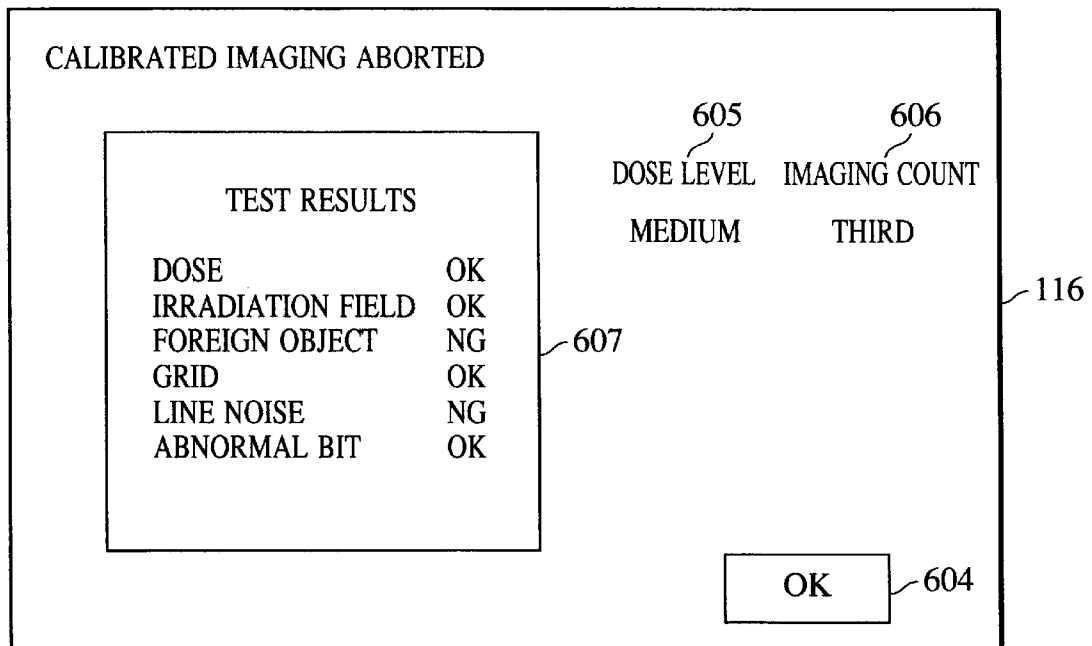 CALIBRATED IMAGING ABORTED
605 606
DOSE LEVEL IMAGING COUNT
MEDIUM THIRD
TEST RESULTS
DOSE OK
IRRADIATION FIELD OK
FOREIGN OBJECT NG
GRID OK
LINE NOISE NG
ABNORMAL BIT OK
607
116
OK
604